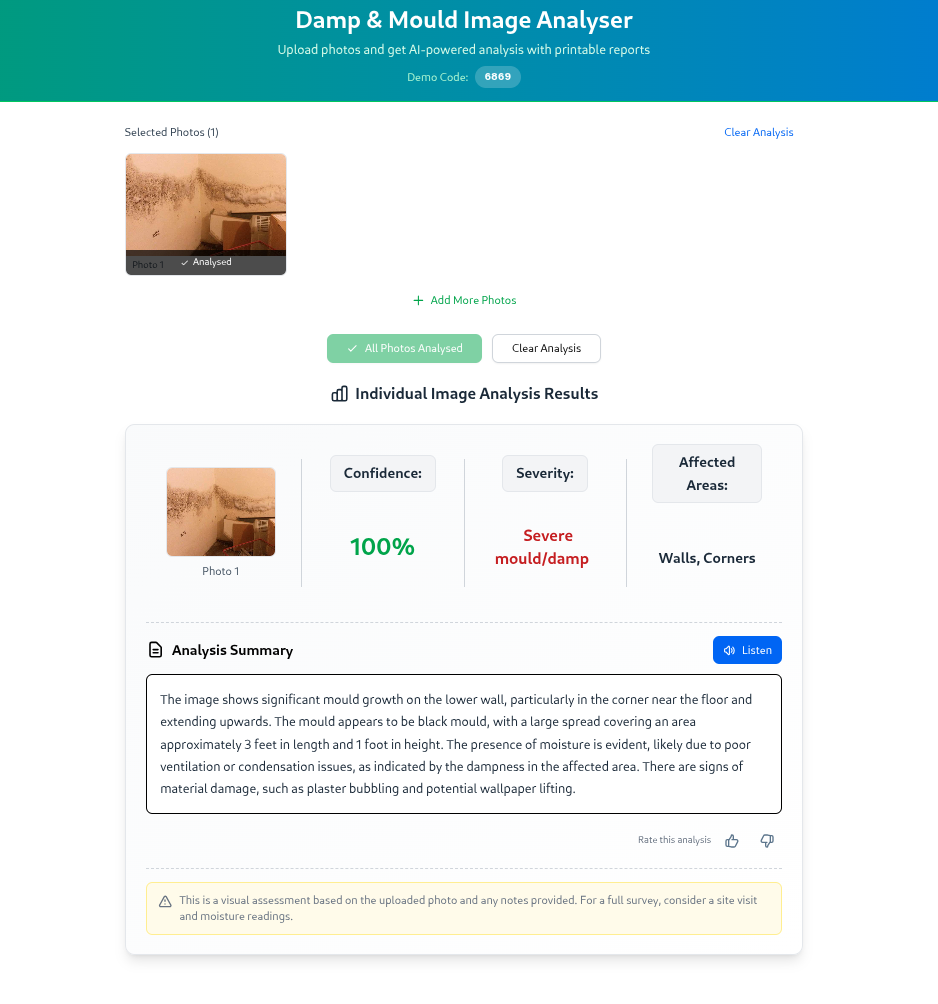 Damp & Mould Image Analyser
Upload photos and get AI-powered analysis with printable reports
Demo Code: 6869
Selected Photos (1)
Clear Analysis
Photo 1
Analysed
Add More Photos
All Photos Analysed
Clear Analysis
Individual Image Analysis Results
Photo 1
Confidence:
100%
Severity:
Severe
mould/damp
Affected
Areas:
Walls, Corners
Analysis Summary
Listen
The image shows significant mould growth on the lower wall, particularly in the corner near the floor and
extending upwards. The mould appears to be black mould, with a large spread covering an area
approximately 3 feet in length and 1 foot in height. The presence of moisture is evident, likely due to poor
ventilation or condensation issues, as indicated by the dampness in the affected area. There are signs of
material damage, such as plaster bubbling and potential wallpaper lifting.
Rate this analysis
This is a visual assessment based on the uploaded photo and any notes provided. For a full survey, consider a site visit
and moisture readings.